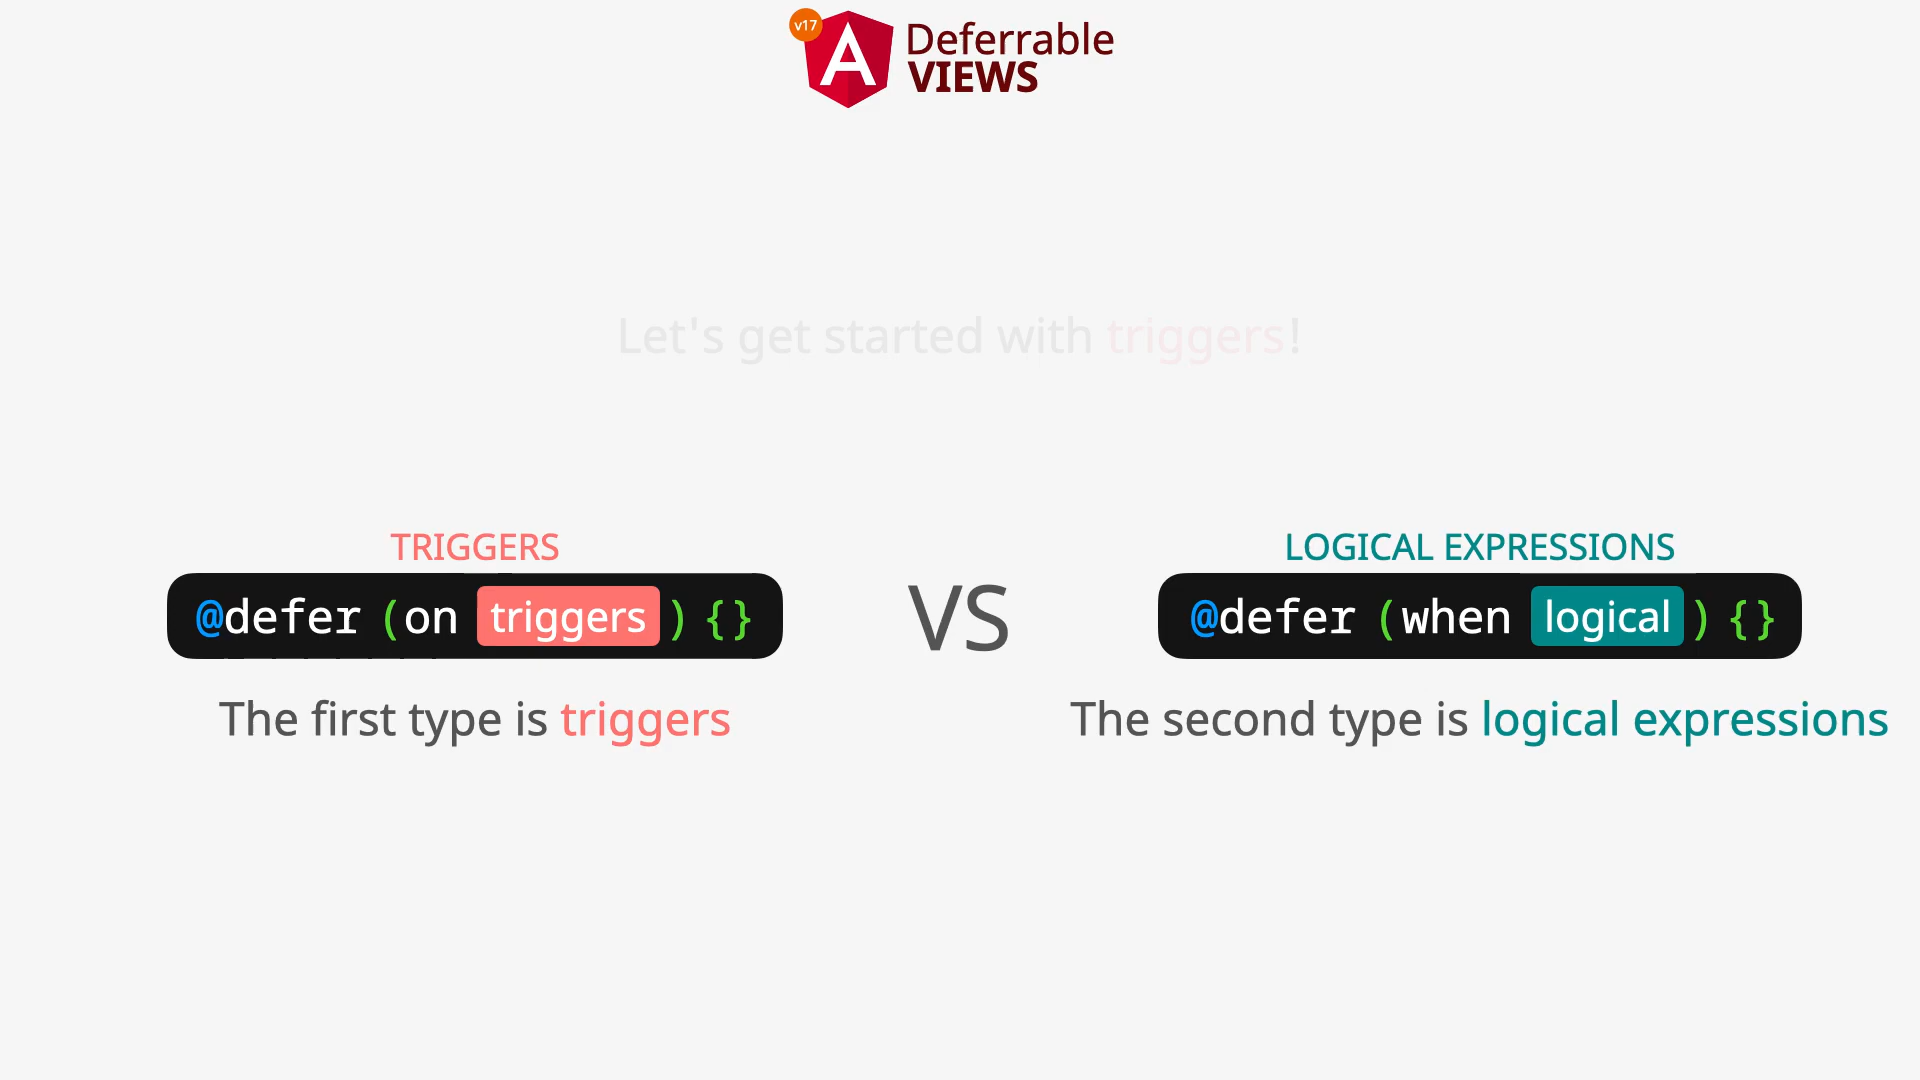 v17
Deferrable
VIEWS
Let's get started with triggers!
TRIGGERS
@defer (on triggers) {}
The first type is triggers
VS
LOGICAL EXPRESSIONS
@defer (when logical) {}
The second type is logical expressions